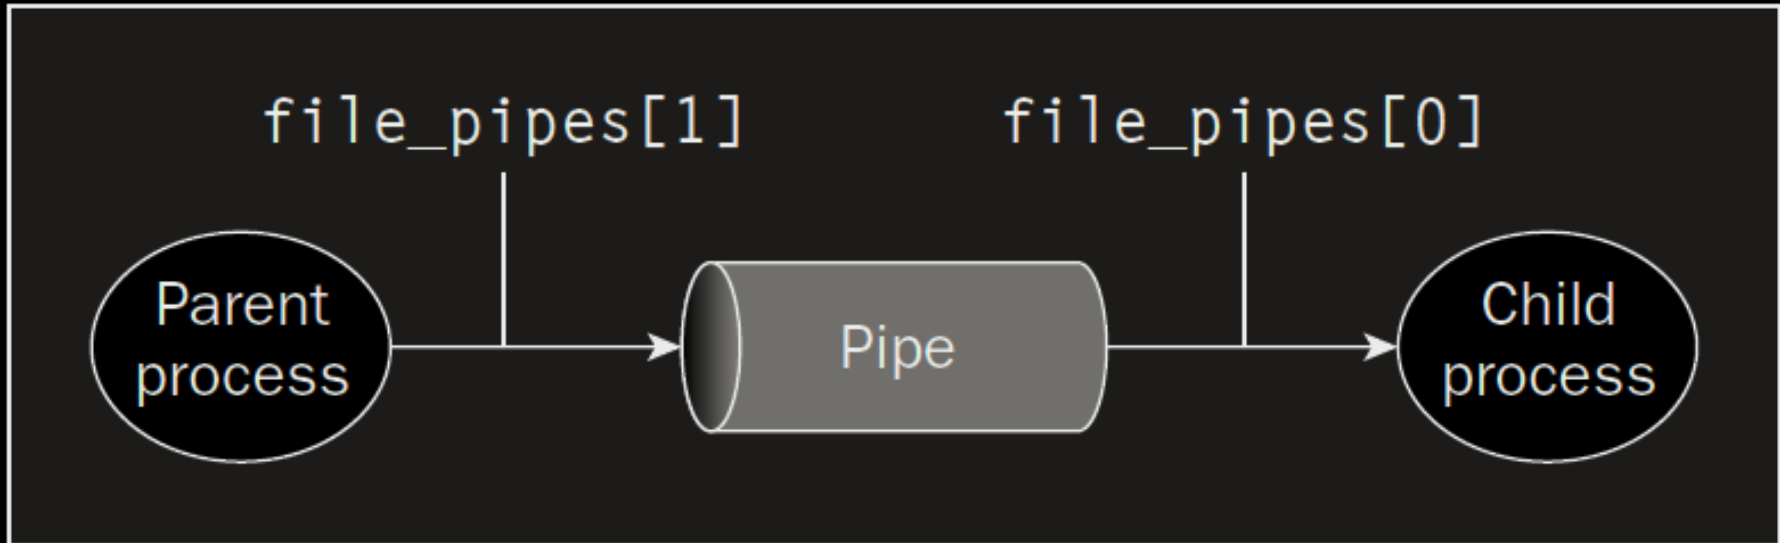 file_pipes[1]
file_pipes[0]
Parent
process
Pipe
Child
process